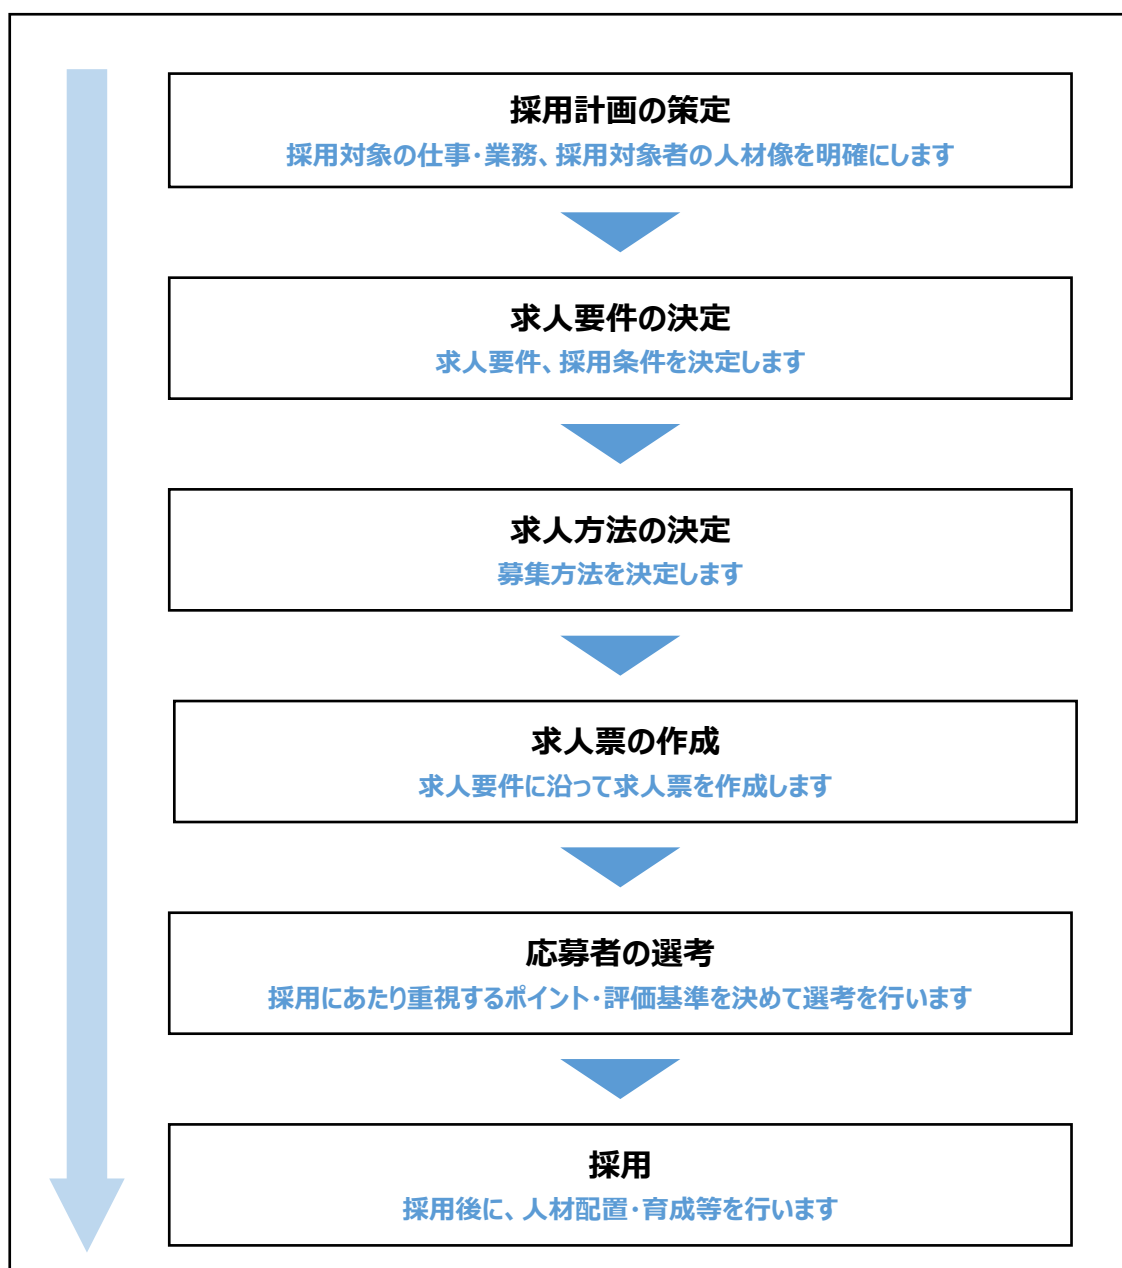 採用計画の策定
採用対象の仕事・業務、採用対象者の人材像を明確にします
求人要件の決定
求人要件、採用条件を決定します
求人方法の決定
募集方法を決定します
求人票の作成
求人要件に沿って求人票を作成します
応募者の選考
採用にあたり重視するポイント・評価基準を決めて選考を行います
採用
採用後に、人材配置・育成等を行います